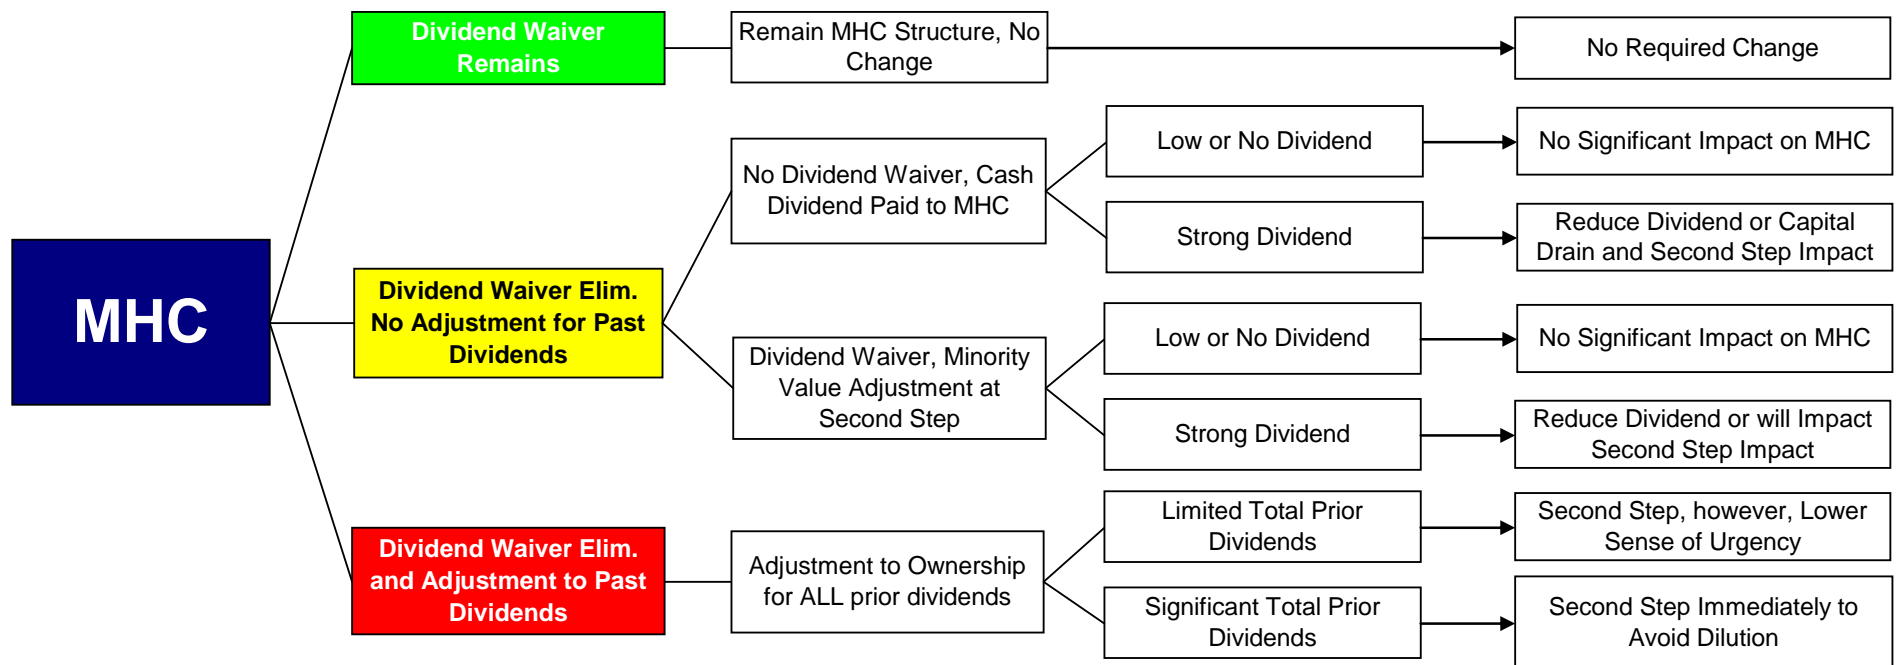 MHC
Dividend Waiver
Remains
Remain MHC Structure, No
Change
No Required Change
Dividend Waiver Elim.
No Adjustment for Past
Dividends
No Dividend Waiver, Cash
Dividend Paid to MHC
Low or No Dividend
No Significant Impact on MHC
Strong Dividend
Reduce Dividend or Capital
Drain and Second Step Impact
Dividend Waiver, Minority
Value Adjustment at
Second Step
Low or No Dividend
No Significant Impact on MHC
Strong Dividend
Reduce Dividend or will Impact
Second Step Impact
Dividend Waiver Elim.
and Adjustment to Past
Dividends
Adjustment to Ownership
for ALL prior dividends
Limited Total Prior
Dividends
Second Step, however, Lower
Sense of Urgency
Significant Total Prior
Dividends
Second Step Immediately to
Avoid Dilution